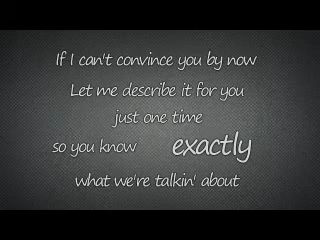 If I can't convince you by now
Let me describe it for you
just one time
so you know exactly
what we're talkin' about